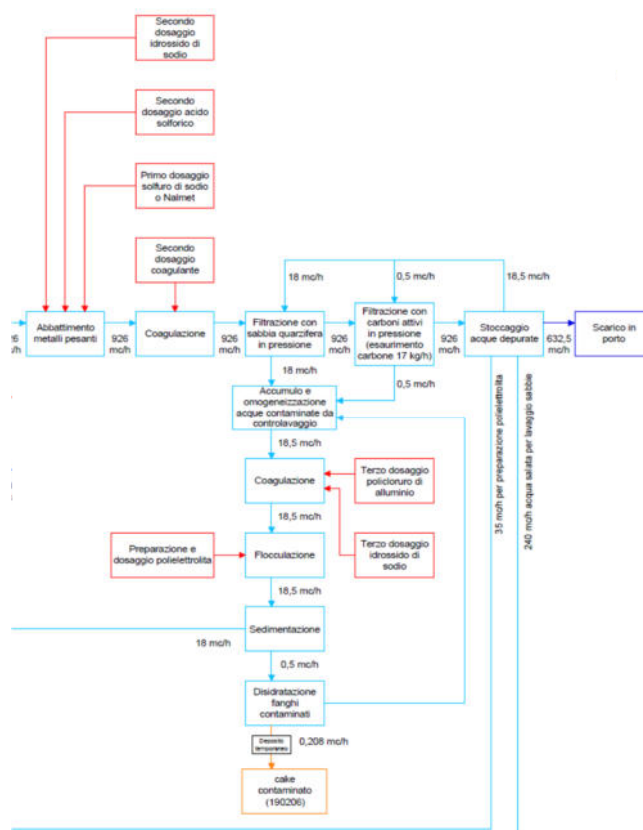 Secondo
dosaggio
idrossido di
sodio
Secondo
dosaggio acido
solforico
Primo dosaggio
solfuro di sodio
o Nalmet
Secondo
dosaggio
coagulante
18 mc/h
0,5 mc/h
18,5 mc/h
Abbattimento
metalli pesanti
926
mc/h
Coagulazione
926
mc/h
Filtrazione con
sabbia quarzifera
in pressione
926
mc/h
Filtrazione con
carboni attivi
in pressione
(esaurimento
carbone 17 kg/h)
926
mc/h
Stoccaggio
acque depurate
632,5
mc/h
Scarico in
porto
18 mc/h
0,5 mc/h
Accumulo e
omogeneizzazione
acque contaminate da
controlavaggio
18,5 mc/h
Coagulazione
Terzo dosaggio
policloruro di
alluminio
18,5 mc/h
Preparazione e
dosaggio polielettrolita
Flocculazione
Terzo dosaggio
idrossido di
sodio
35 mc/h per preparazione polielettrolita
240 mc/h acqua salata per lavaggio sabbie
18,5 mc/h
Sedimentazione
18 mc/h
0,5 mc/h
Disidratazione
fanghi
contaminati
Deposito
temporaneo
0,208 mc/h
cake
contaminato
(190206)